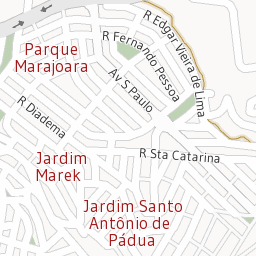 R Edgar Vieira de Lima
R Fernando Pessoa
Parque
Marajoara
Av S Paulo
R Diadema
R Sta Catarina
Jardim
Marek
Jardim Santo
Antônio de
Pádua